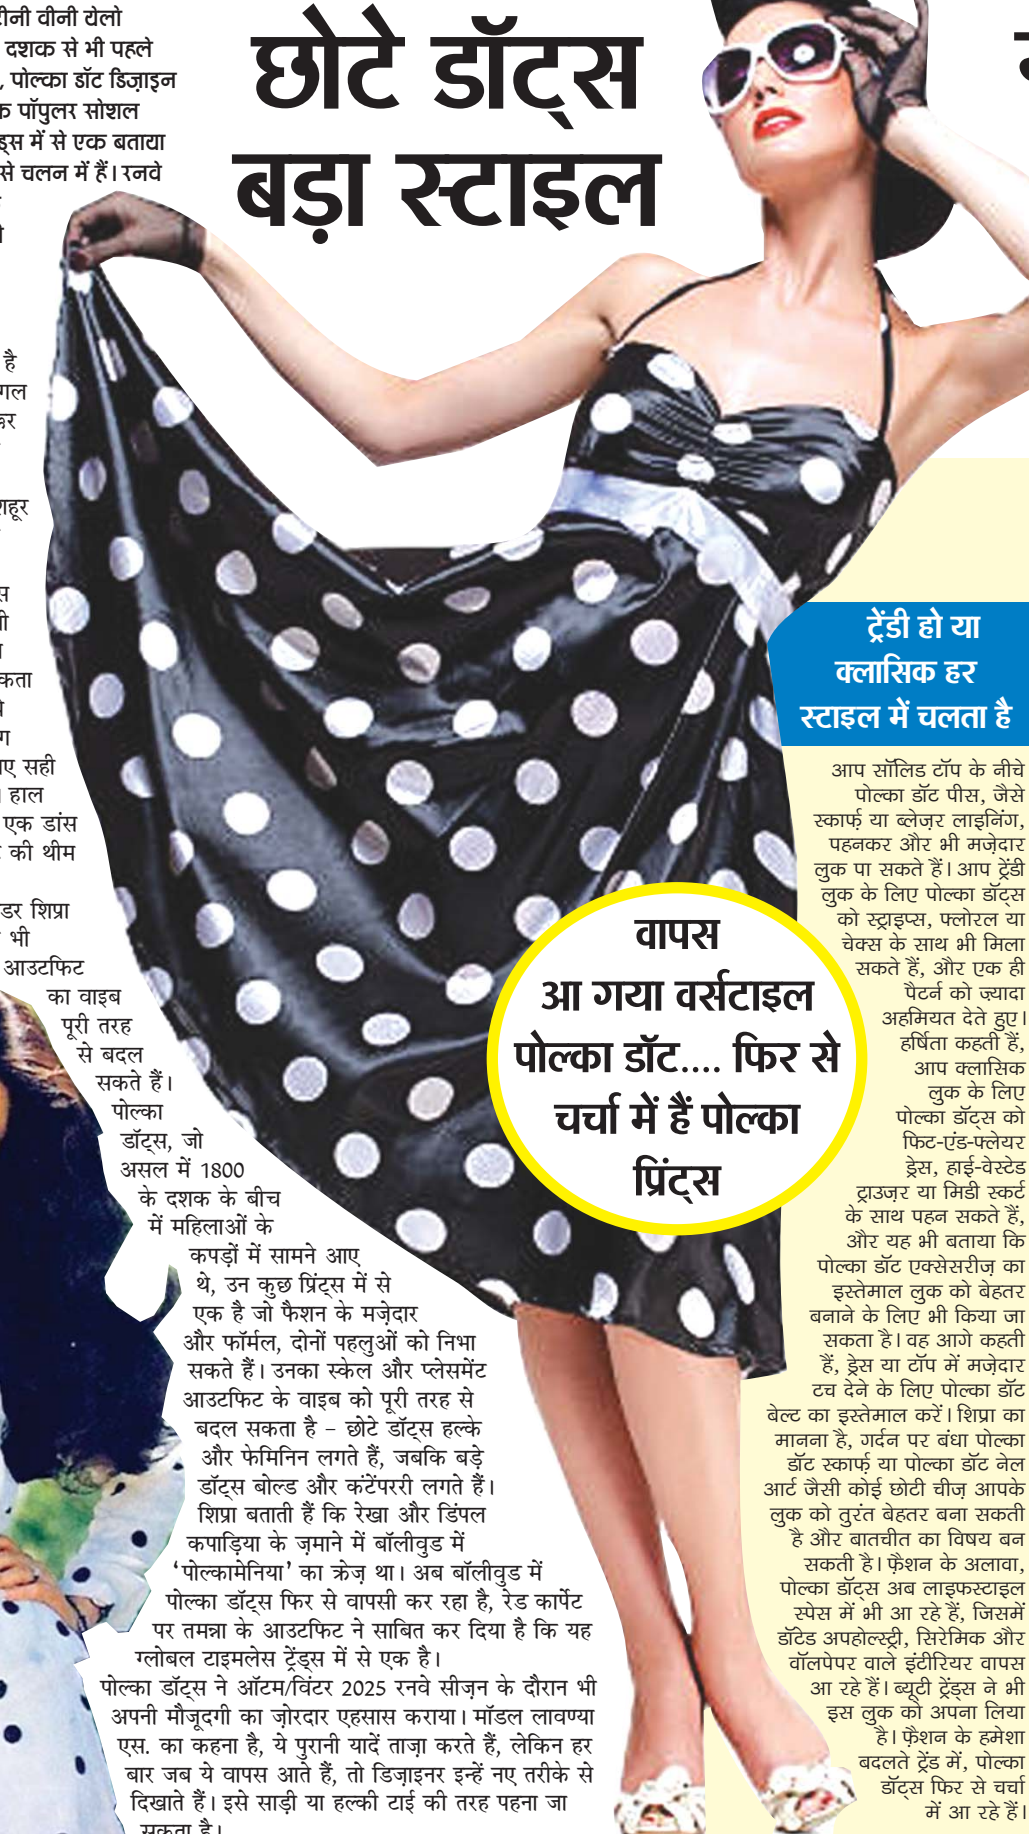 छोटे डॉट्स
बड़ा स्टाइल
टीनी वीनी येलो
दशक से भी पहले
, पोल्का डॉट डिज़ाइन
पॉपुलर सोशल
में से एक बताया
से चलन में हैं। रनवे
है
शहूर
कता
ए सही
। हाल
एक डांस
की थीम
डर शिप्रा
भी
आउटफिट
का वाइब
पूरी तरह
से बदल
सकते हैं।
पोल्का
डॉट्स, जो
असल में 1800
के दशक के बीच
में महिलाओं के
कपड़ों में सामने आए
थे, उन कुछ प्रिंट्स में से
एक है जो फैशन के मज़ेदार
और फॉर्मल, दोनों पहलुओं को निभा
सकते हैं। उनका स्केल और प्लेसमेंट
आउटफिट के वाइब को पूरी तरह से
बदल सकता है – छोटे डॉट्स हल्के
और फेमिनिन लगते हैं, जबकि बड़े
डॉट्स बोल्ड और कंटेंपररी लगते हैं।
शिप्रा बताती हैं कि रेखा और डिंपल
कपाड़िया के ज़माने में बॉलीवुड में
‘पोल्कामेनिया’ का क्रेज़ था। अब बॉलीवुड में
पोल्का डॉट्स फिर से वापसी कर रहा है, रेड कार्पेट
पर तमन्ना के आउटफिट ने साबित कर दिया है कि यह
ग्लोबल टाइमलेस ट्रेंड्स में से एक है।
पोल्का डॉट्स ने ऑटम/विंटर 2025 रनवे सीज़न के दौरान भी
अपनी मौजूदगी का ज़ोरदार एहसास कराया। मॉडल लावण्या
एस. का कहना है, ये पुरानी यादें ताज़ा करते हैं, लेकिन हर
बार जब ये वापस आते हैं, तो डिज़ाइनर इन्हें नए तरीके से
दिखाते हैं। इसे साड़ी या हल्की टाई की तरह पहना जा
सकता है।
वापस
आ गया वर्सटाइल
पोल्का डॉट.... फिर से
चर्चा में हैं पोल्का
प्रिंट्स
ट्रेंडी हो या
क्लासिक हर
स्टाइल में चलता है
आप सॉलिड टॉप के नीचे
पोल्का डॉट पीस, जैसे
स्कार्फ़ या ब्लेज़र लाइनिंग,
पहनकर और भी मज़ेदार
लुक पा सकते हैं। आप ट्रेंडी
लुक के लिए पोल्का डॉट्स
को स्ट्राइप्स, फ्लोरल या
चेक्स के साथ भी मिला
सकते हैं, और एक ही
पैटर्न को ज़्यादा
अहमियत देते हुए।
हर्षिता कहती हैं,
आप क्लासिक
लुक के लिए
पोल्का डॉट्स को
फिट-एंड-फ्लेयर
ड्रेस, हाई-वेस्टेड
ट्राउज़र या मिडी स्कर्ट
के साथ पहन सकते हैं,
और यह भी बताया कि
पोल्का डॉट एक्सेसरीज़ का
इस्तेमाल लुक को बेहतर
बनाने के लिए भी किया जा
सकता है। वह आगे कहती
हैं, ड्रेस या टॉप में मज़ेदार
टच देने के लिए पोल्का डॉट
बेल्ट का इस्तेमाल करें। शिप्रा का
मानना है, गर्दन पर बंधा पोल्का
डॉट स्कार्फ़ या पोल्का डॉट नेल
आर्ट जैसी कोई छोटी चीज़ आपके
लुक को तुरंत बेहतर बना सकती
है और बातचीत का विषय बन
सकती है। फ़ैशन के अलावा,
पोल्का डॉट्स अब लाइफस्टाइल
स्पेस में भी आ रहे हैं, जिसमें
डॉटेड अपहोल्स्ट्री, सिरेमिक और
वॉलपेपर वाले इंटीरियर वापस
आ रहे हैं। ब्यूटी ट्रेंड्स ने भी
इस लुक को अपना लिया
है। फ़ैशन के हमेशा
बदलते ट्रेंड में, पोल्का
डॉट्स फिर से चर्चा
में आ रहे हैं।